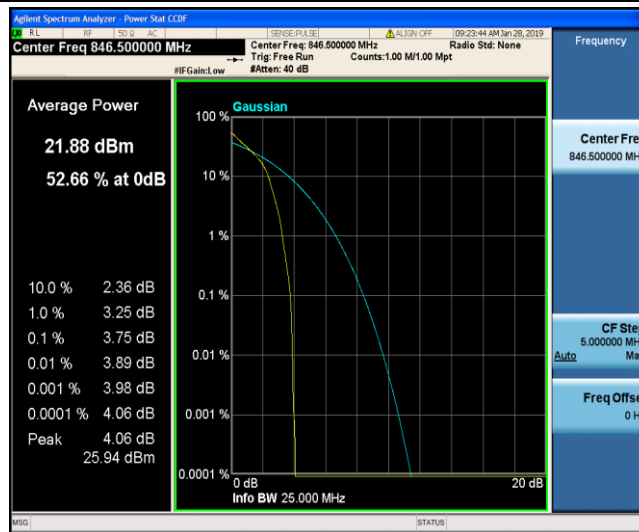 Agilent Spectrum Analyzer - Power Stat CCDF
RL RF 50 Ω AC SENSE:PULSE ALIGN OFF 09:23:44 AM Jan 28, 2019
Center Freq 846.500000 MHz
Center Freq: 846.500000 MHz Radio Std: None
Trig: Free Run Counts:1.00 M/1.00 Mpt
#IFGain:Low #Atten: 40 dB
Frequency
Average Power
21.88 dBm
52.66 % at 0dB
10.0 % 2.36 dB
1.0 % 3.25 dB
0.1 % 3.75 dB
0.01 % 3.89 dB
0.001 % 3.98 dB
0.0001 % 4.06 dB
Peak 4.06 dB
25.94 dBm
Gaussian
100 %
10 %
1 %
0.1 %
0.01 %
0.001 %
0.0001 %
0 dB 20 dB
Info BW 25.000 MHz
Center Fre
846.500000 MH
CF Ste
5.000000 MH
Auto Ma
Freq Offse
0 H
MSG STATUS